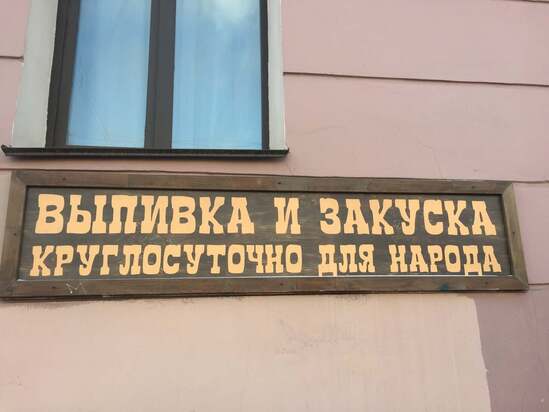 ВЫПИВКА И ЗАКУСКА
КРУГЛОСУТОЧНО ДЛЯ НАРОДА